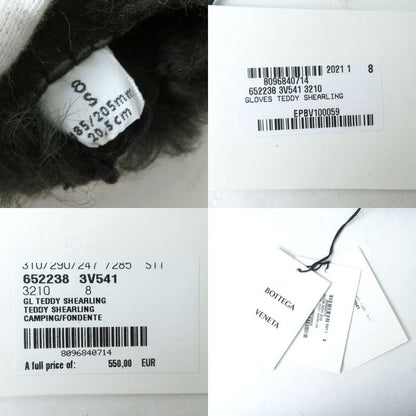 8S
185/205mm
20,5cm
2021 1 8
8096840714
652238 3V541 3210
GLOVES TEDDY SHEARLING
EPBV100059
310/290/247 /285 S11
652238 3V541
3210 8
GL TEDDY SHEARLING
TEDDY SHEARLING
CAMPING/FONDENTE
8096840714
A full price of: 550,00 EUR
BOTTEGA
VENETA